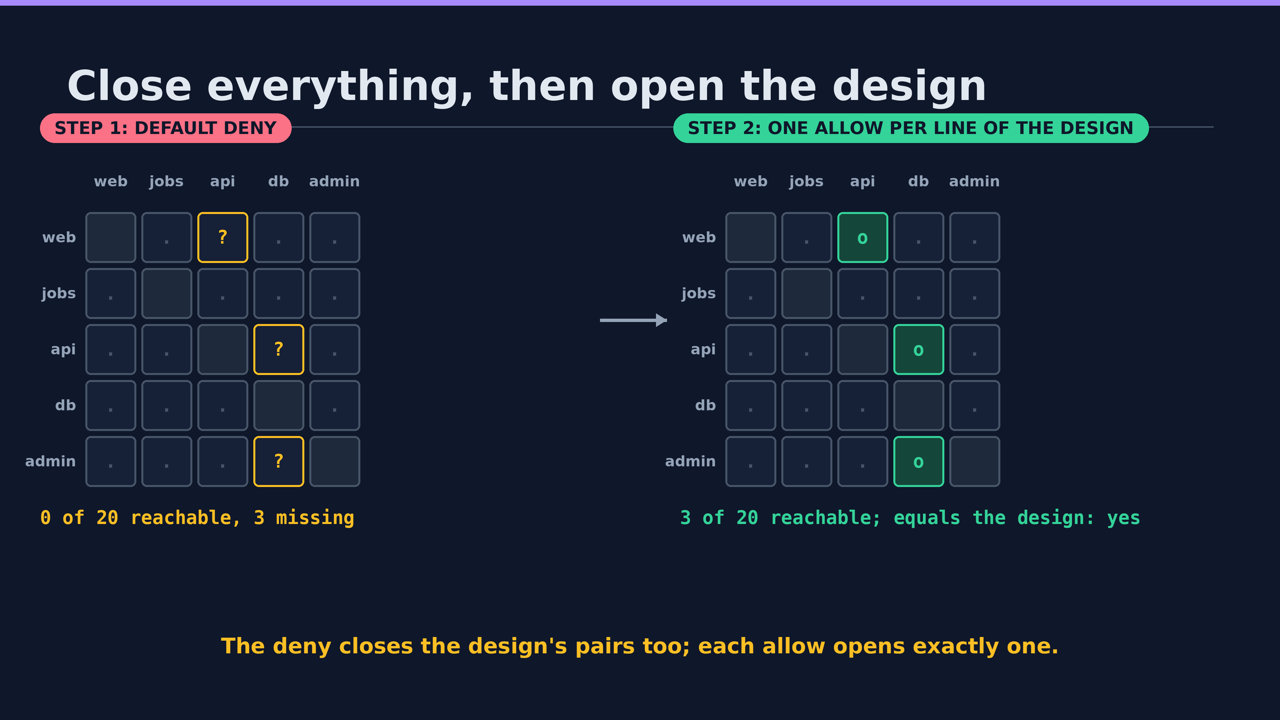 Close everything, then open the design
STEP 1: DEFAULT DENY
web jobs api db admin
web . ? . .
jobs . . . .
api . . ? .
db . . . .
admin . . . ?
0 of 20 reachable, 3 missing
STEP 2: ONE ALLOW PER LINE OF THE DESIGN
web jobs api db admin
web . o . .
jobs . . . .
api . . o .
db . . . .
admin . . . o
3 of 20 reachable; equals the design: yes
The deny closes the design's pairs too; each allow opens exactly one.